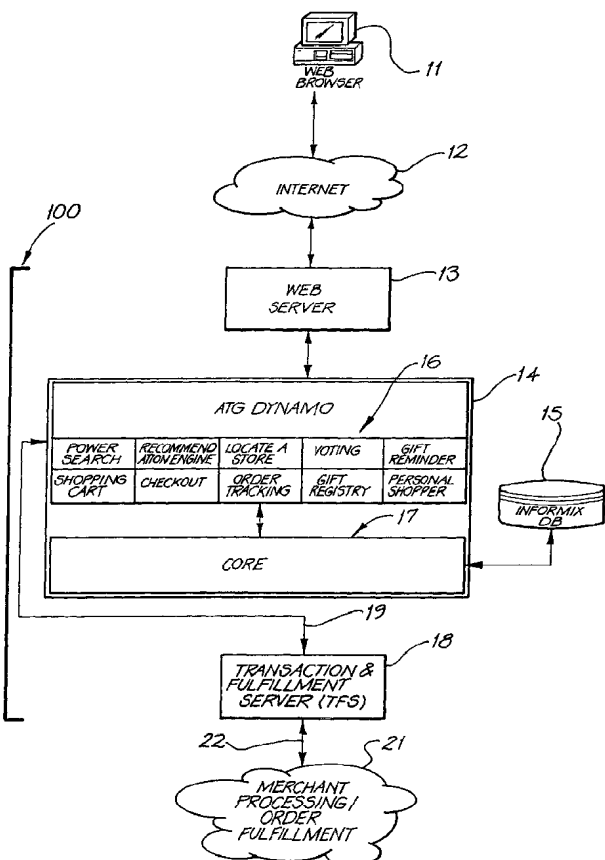 WEB
BROWSER
11
12
INTERNET
100
13
WEB
SERVER
16
14
ATG DYNAMO
POWER
SEARCH
RECOMMEND
ATION ENGINE
LOCATE A
STORE
VOTING
GIFT
REMINDER
SHOPPING
CART
CHECKOUT
ORDER
TRACKING
GIFT
REGISTRY
PERSONAL
SHOPPER
15
INFORMIX
DB
17
CORE
19
18
TRANSACTION &
FULFILLMENT
SERVER (TFS)
22
21
MERCHANT
PROCESSING/
ORDER
FULFILLMENT